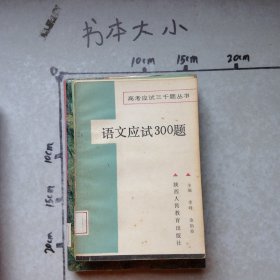 书本大小
10cm
15cm
20cm
10cm
15cm
20cm
高考应试三千题丛书
语文应试300题
主编
陕西人民教育出版社